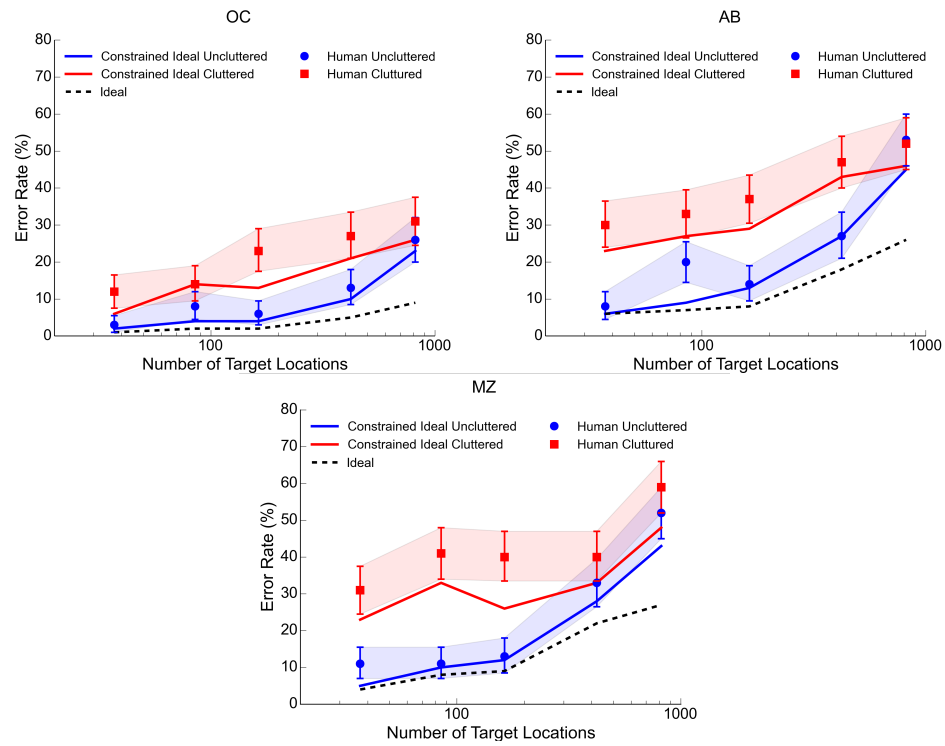 OC
80
70
60
50
40
30
20
10
0
Error Rate (%)
Constrained Ideal Uncluttered
Constrained Ideal Cluttered
Ideal
Human Uncluttered
Human Cluttured
100
1000
Number of Target Locations
AB
80
70
60
50
40
30
20
10
0
Error Rate (%)
Constrained Ideal Uncluttered
Constrained Ideal Cluttered
Ideal
Human Uncluttered
Human Cluttured
100
1000
Number of Target Locations
MZ
80
70
60
50
40
30
20
10
0
Error Rate (%)
Constrained Ideal Uncluttered
Constrained Ideal Cluttered
Ideal
Human Uncluttered
Human Cluttured
100
1000
Number of Target Locations